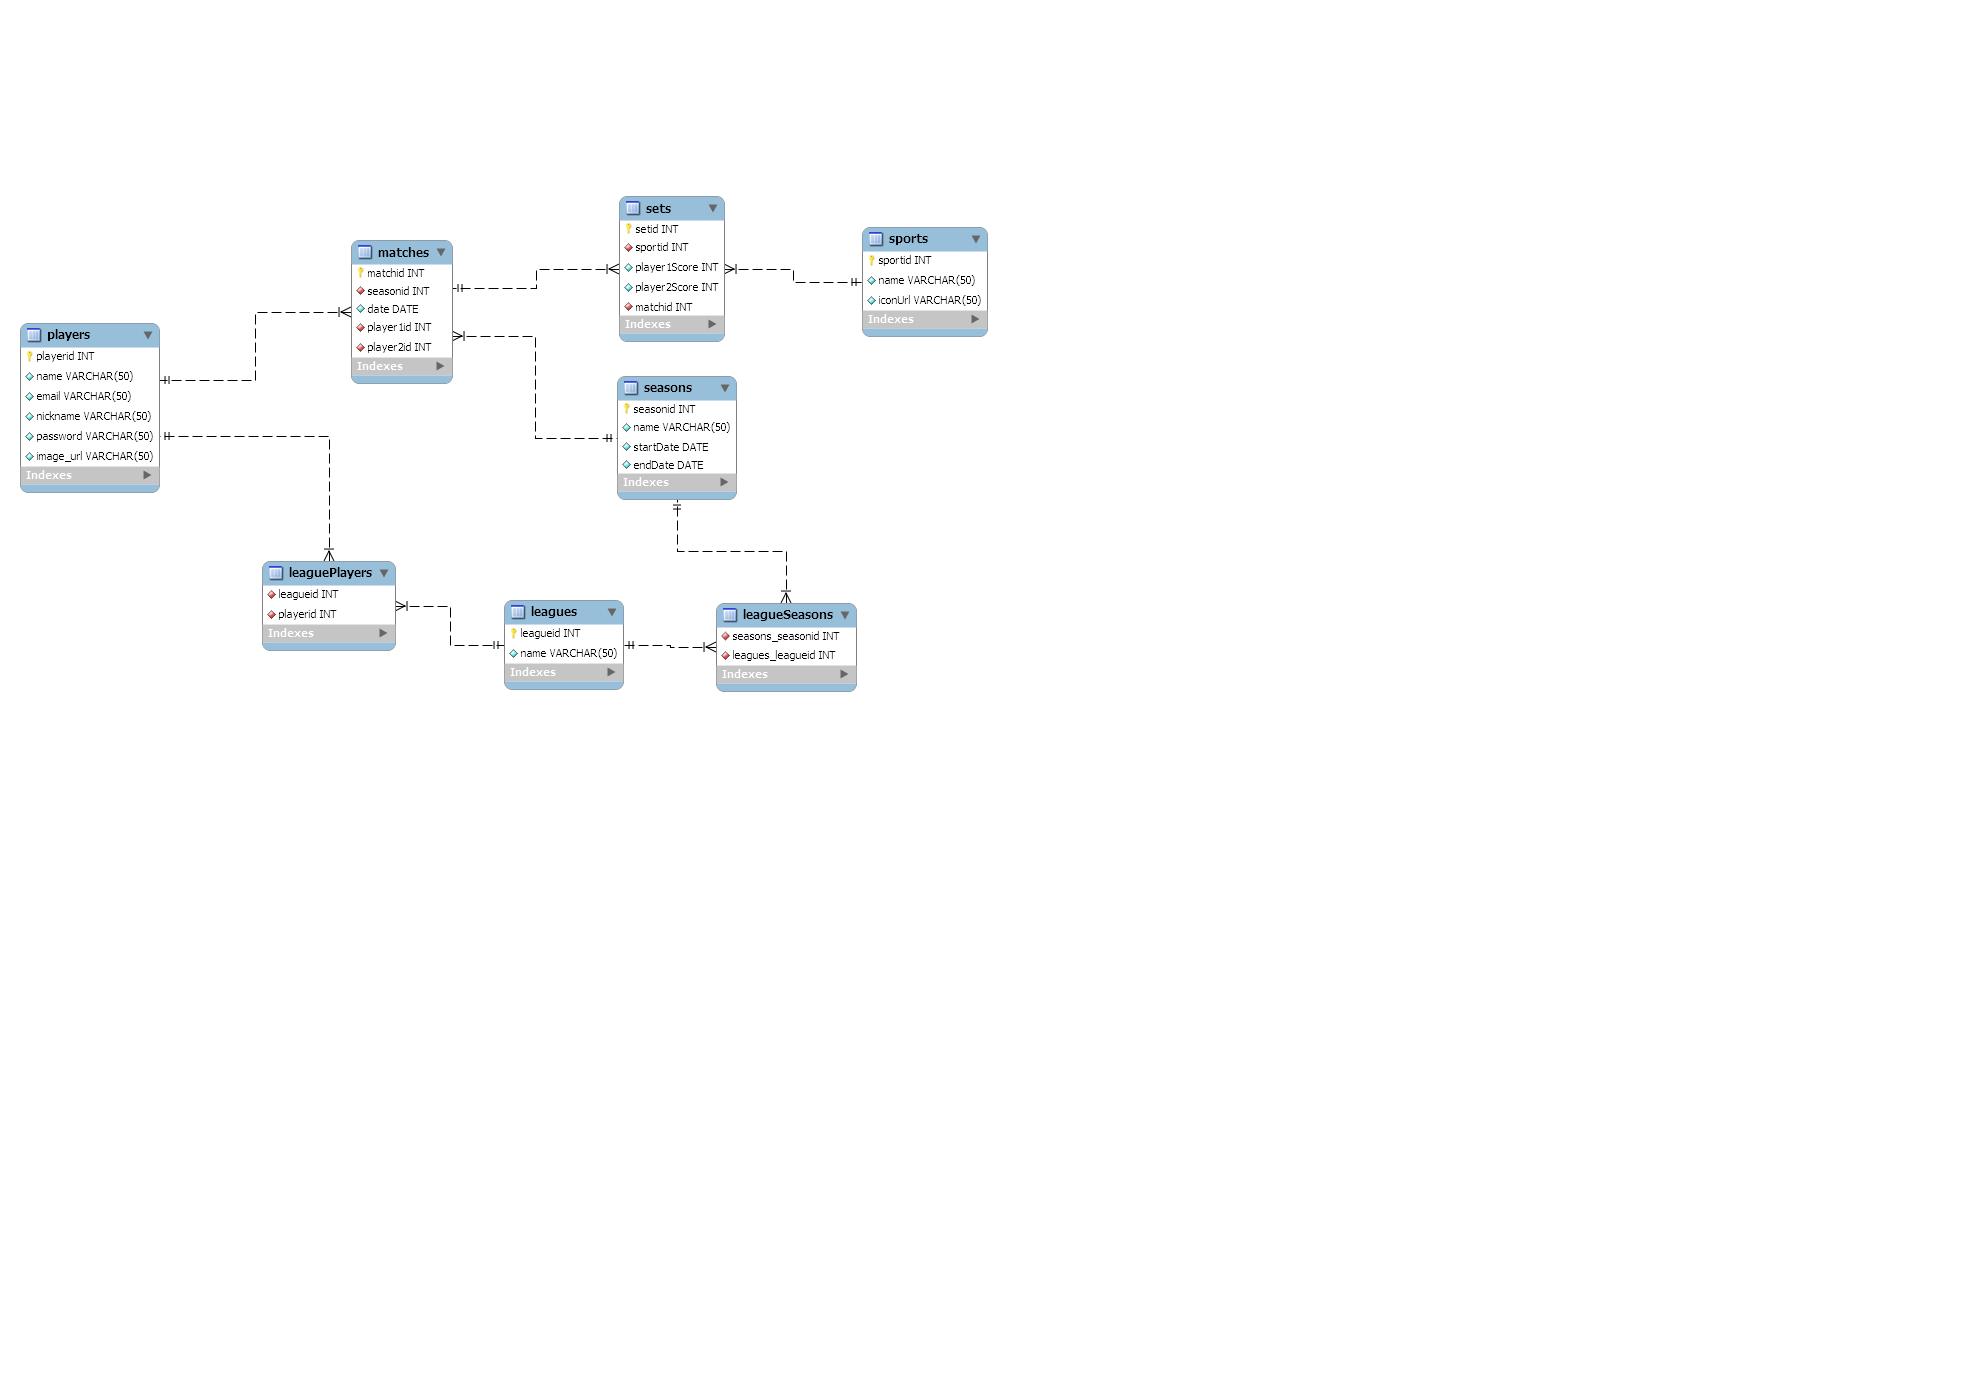 sets
setid INT
sportid INT
player1Score INT
player2Score INT
matchid INT
Indexes
sports
sportid INT
name VARCHAR(50)
iconUrl VARCHAR(50)
Indexes
matches
matchid INT
seasonid INT
date DATE
player1id INT
player2id INT
Indexes
players
playerid INT
name VARCHAR(50)
email VARCHAR(50)
nickname VARCHAR(50)
password VARCHAR(50)
image_url VARCHAR(50)
Indexes
seasons
seasonid INT
name VARCHAR(50)
startDate DATE
endDate DATE
Indexes
leaguePlayers
leagueid INT
playerid INT
Indexes
leagues
leagueid INT
name VARCHAR(50)
Indexes
leagueSeasons
seasons_seasonid INT
leagues_leagueid INT
Indexes